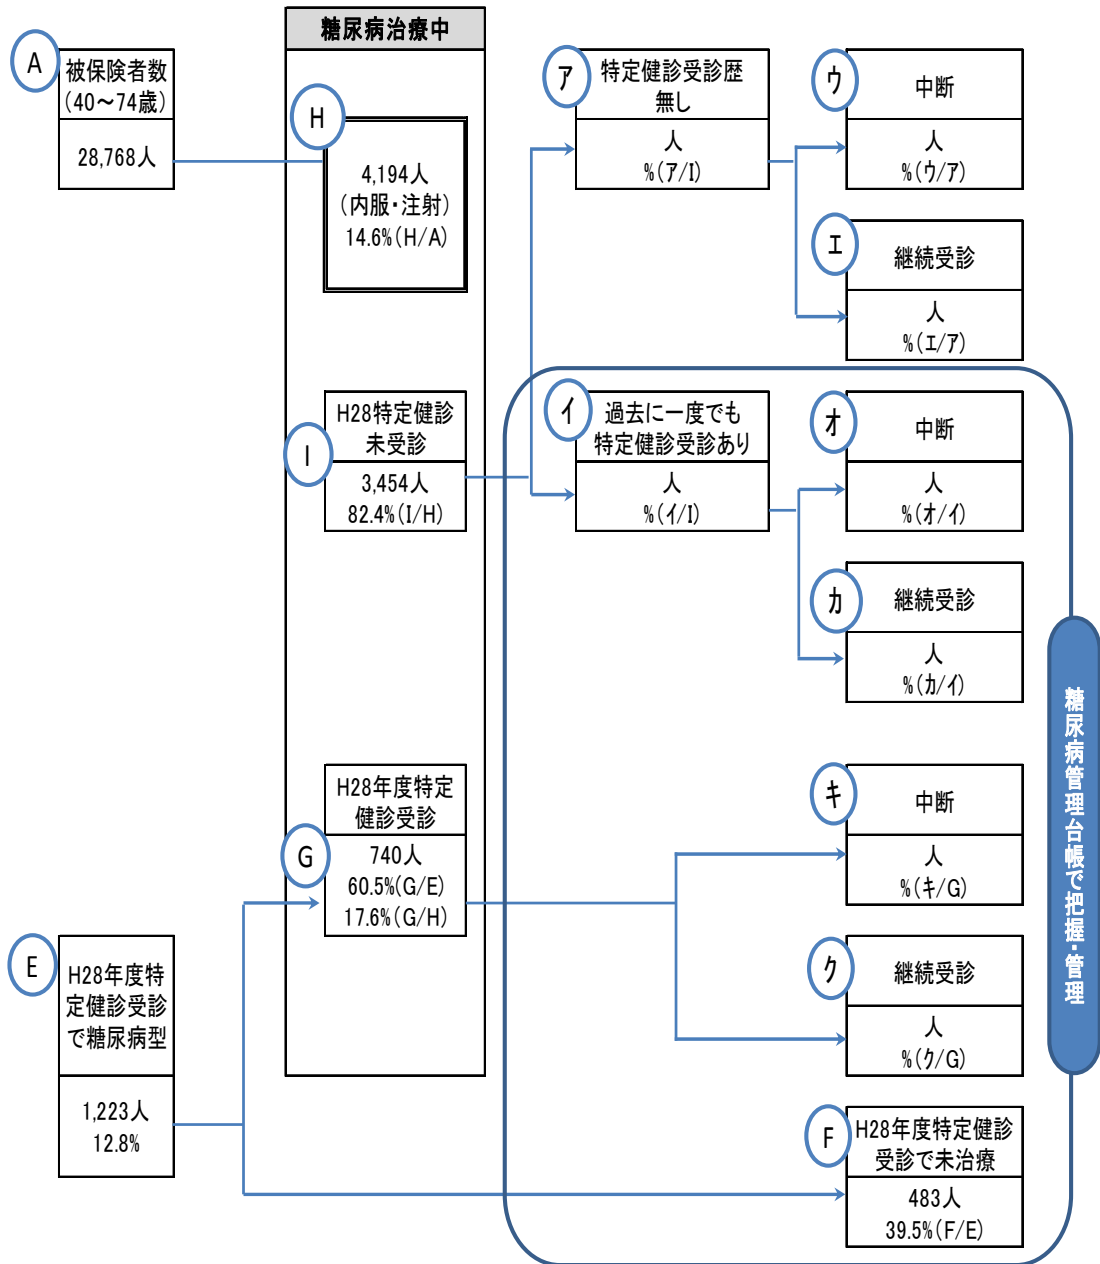 糖尿病治療中
A
被保険者数
(40～74歳)
28,768人
H
4,194人
(内服・注射)
14.6%(H/A)
ア
特定健診受診歴
無し
人
%(ア/I)
ウ
中断
人
%(ウ/ア)
エ
継続受診
人
%(エ/ア)
I
H28特定健診
未受診
3,454人
82.4%(I/H)
イ
過去に一度でも
特定健診受診あり
人
%(イ/I)
オ
中断
人
%(オ/イ)
カ
継続受診
人
%(カ/イ)
G
H28年度特定
健診受診
740人
60.5%(G/E)
17.6%(G/H)
キ
中断
人
%(キ/G)
ク
継続受診
人
%(ク/G)
E
H28年度特
定健診受診
で糖尿病型
1,223人
12.8%
F
H28年度特定健診
受診で未治療
483人
39.5%(F/E)
糖尿病管理台帳で把握・管理